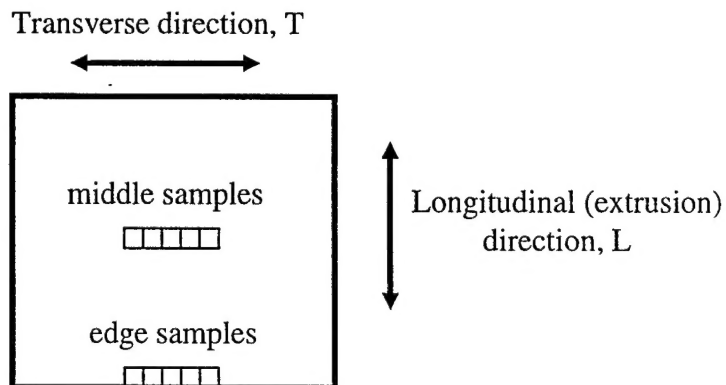 Transverse direction, T
middle samples
Longitudinal (extrusion)
direction, L
edge samples